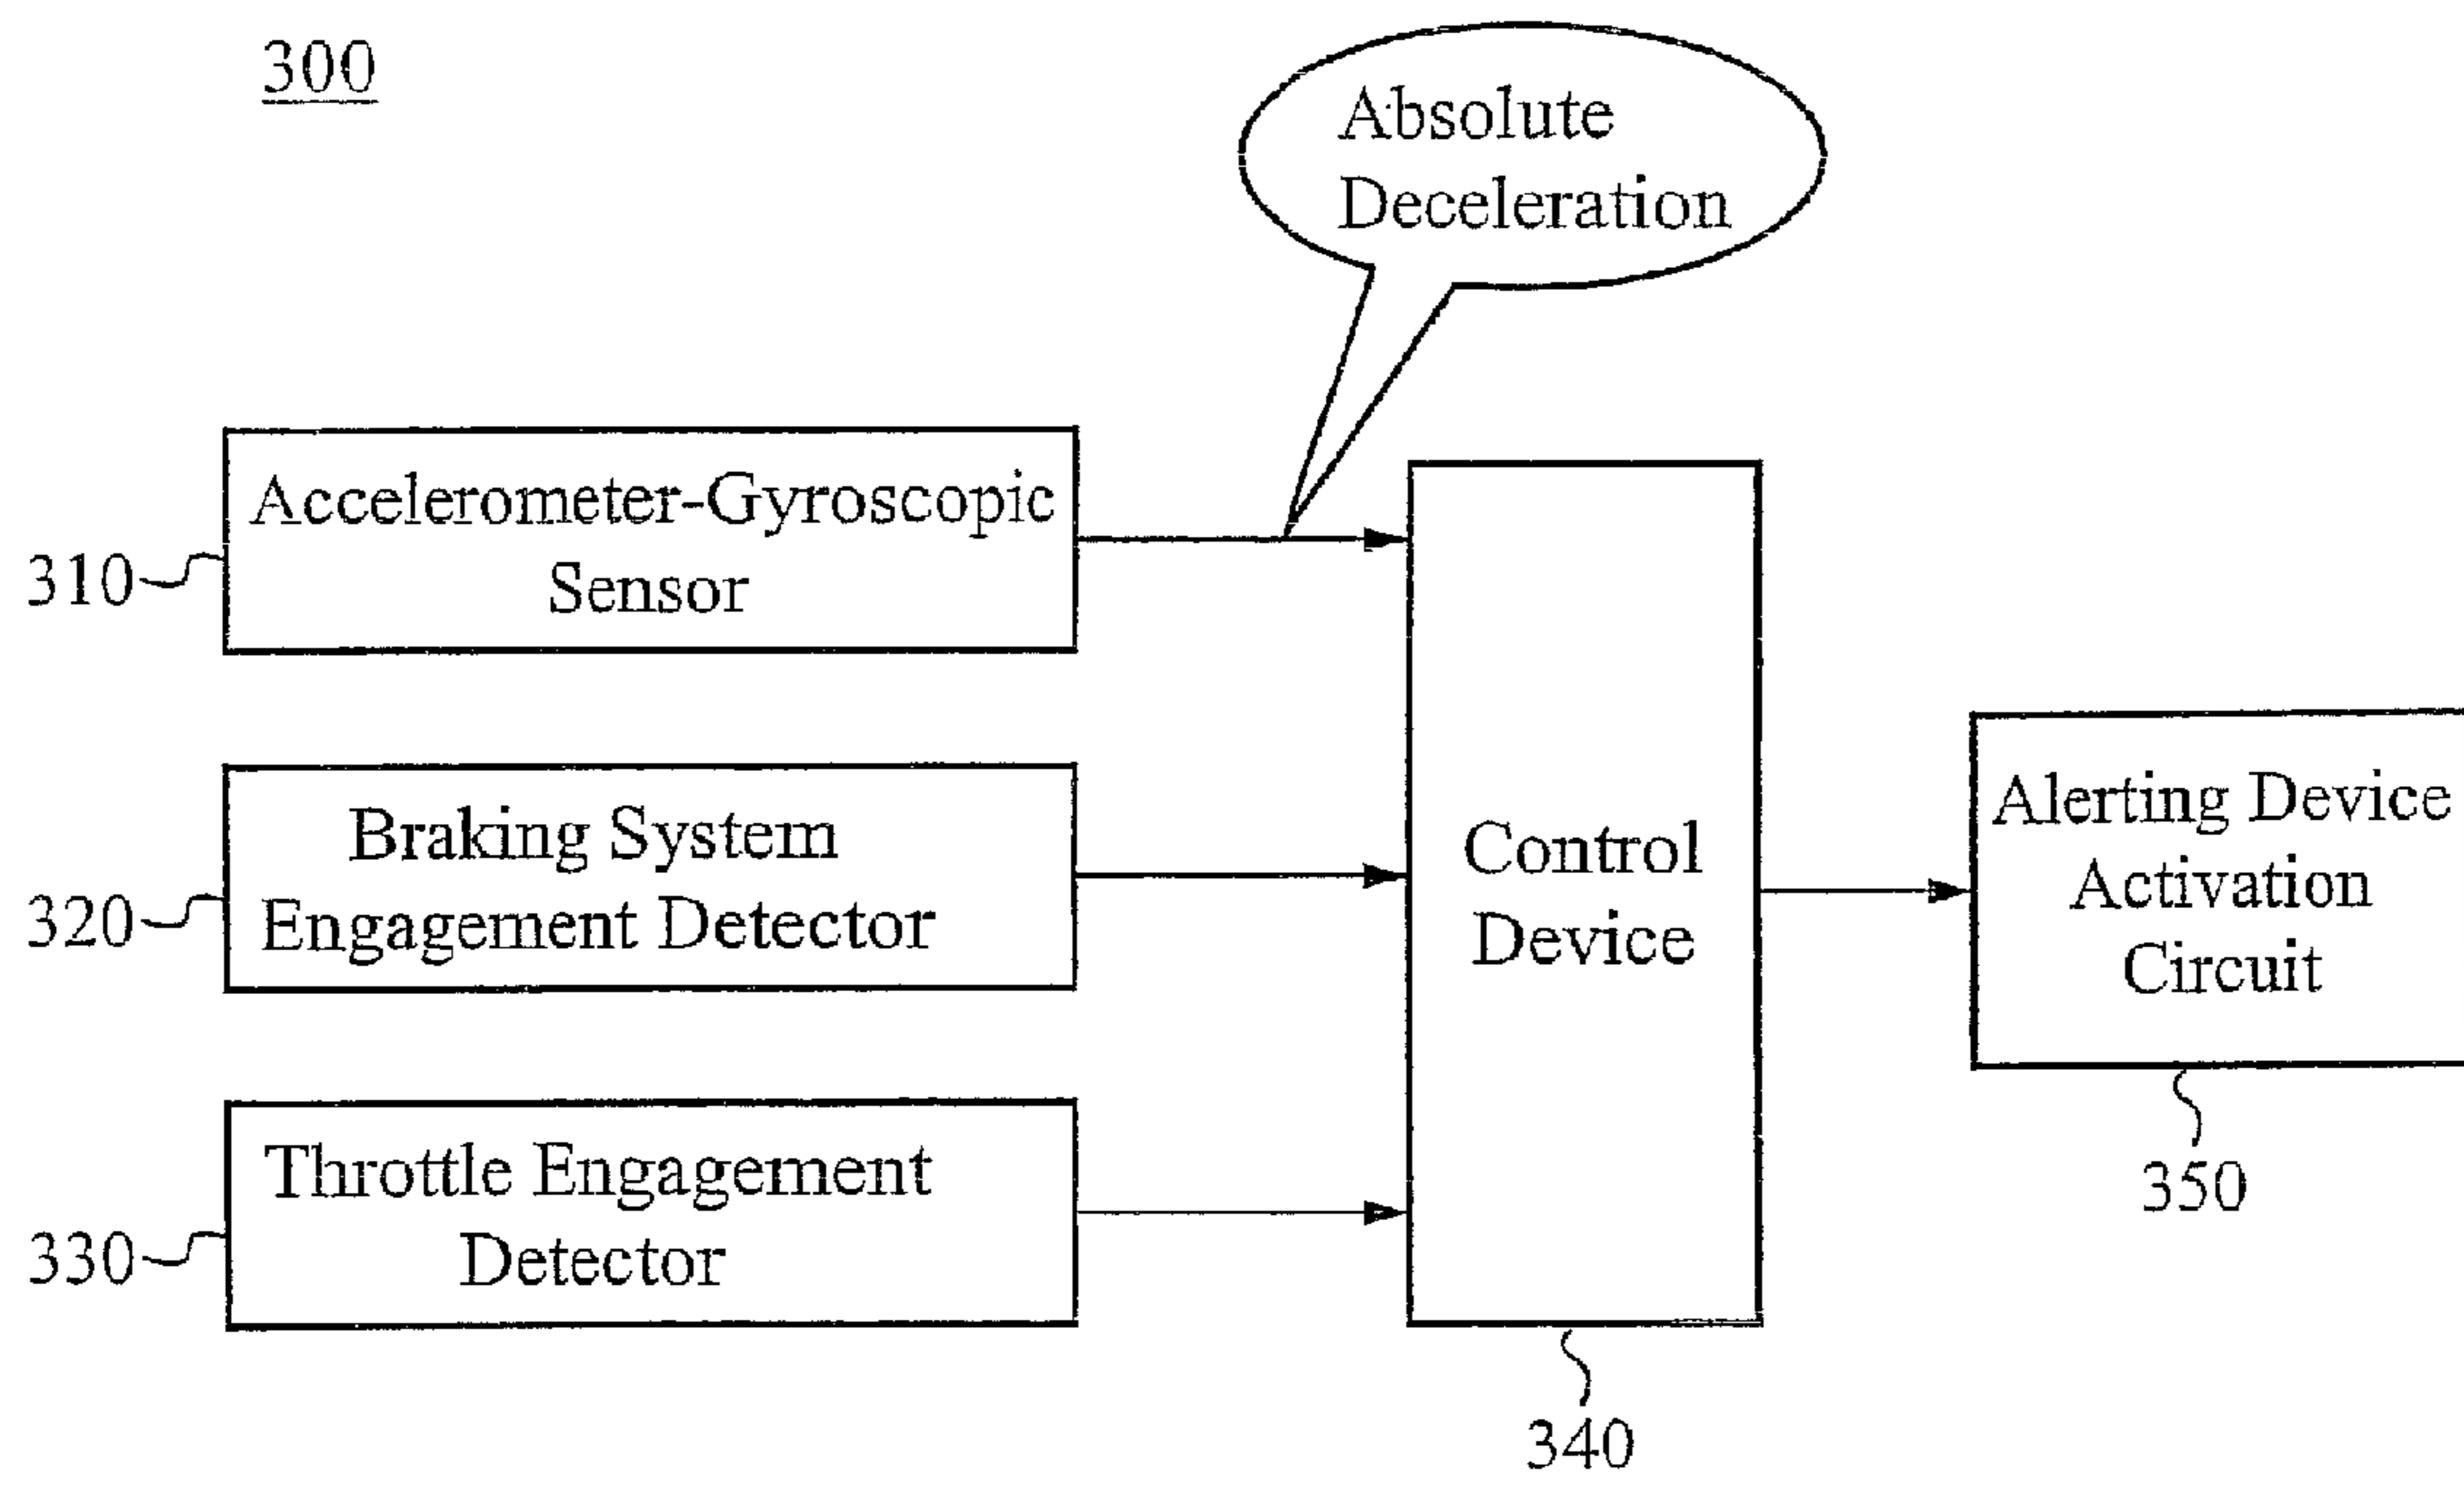 300
Absolute
Deceleration
Accelerometer-Gyroscopic
Sensor
310
Braking System
Engagement Detector
320
Throttle Engagement
Detector
330
Control
Device
340
Alerting Device
Activation
Circuit
350